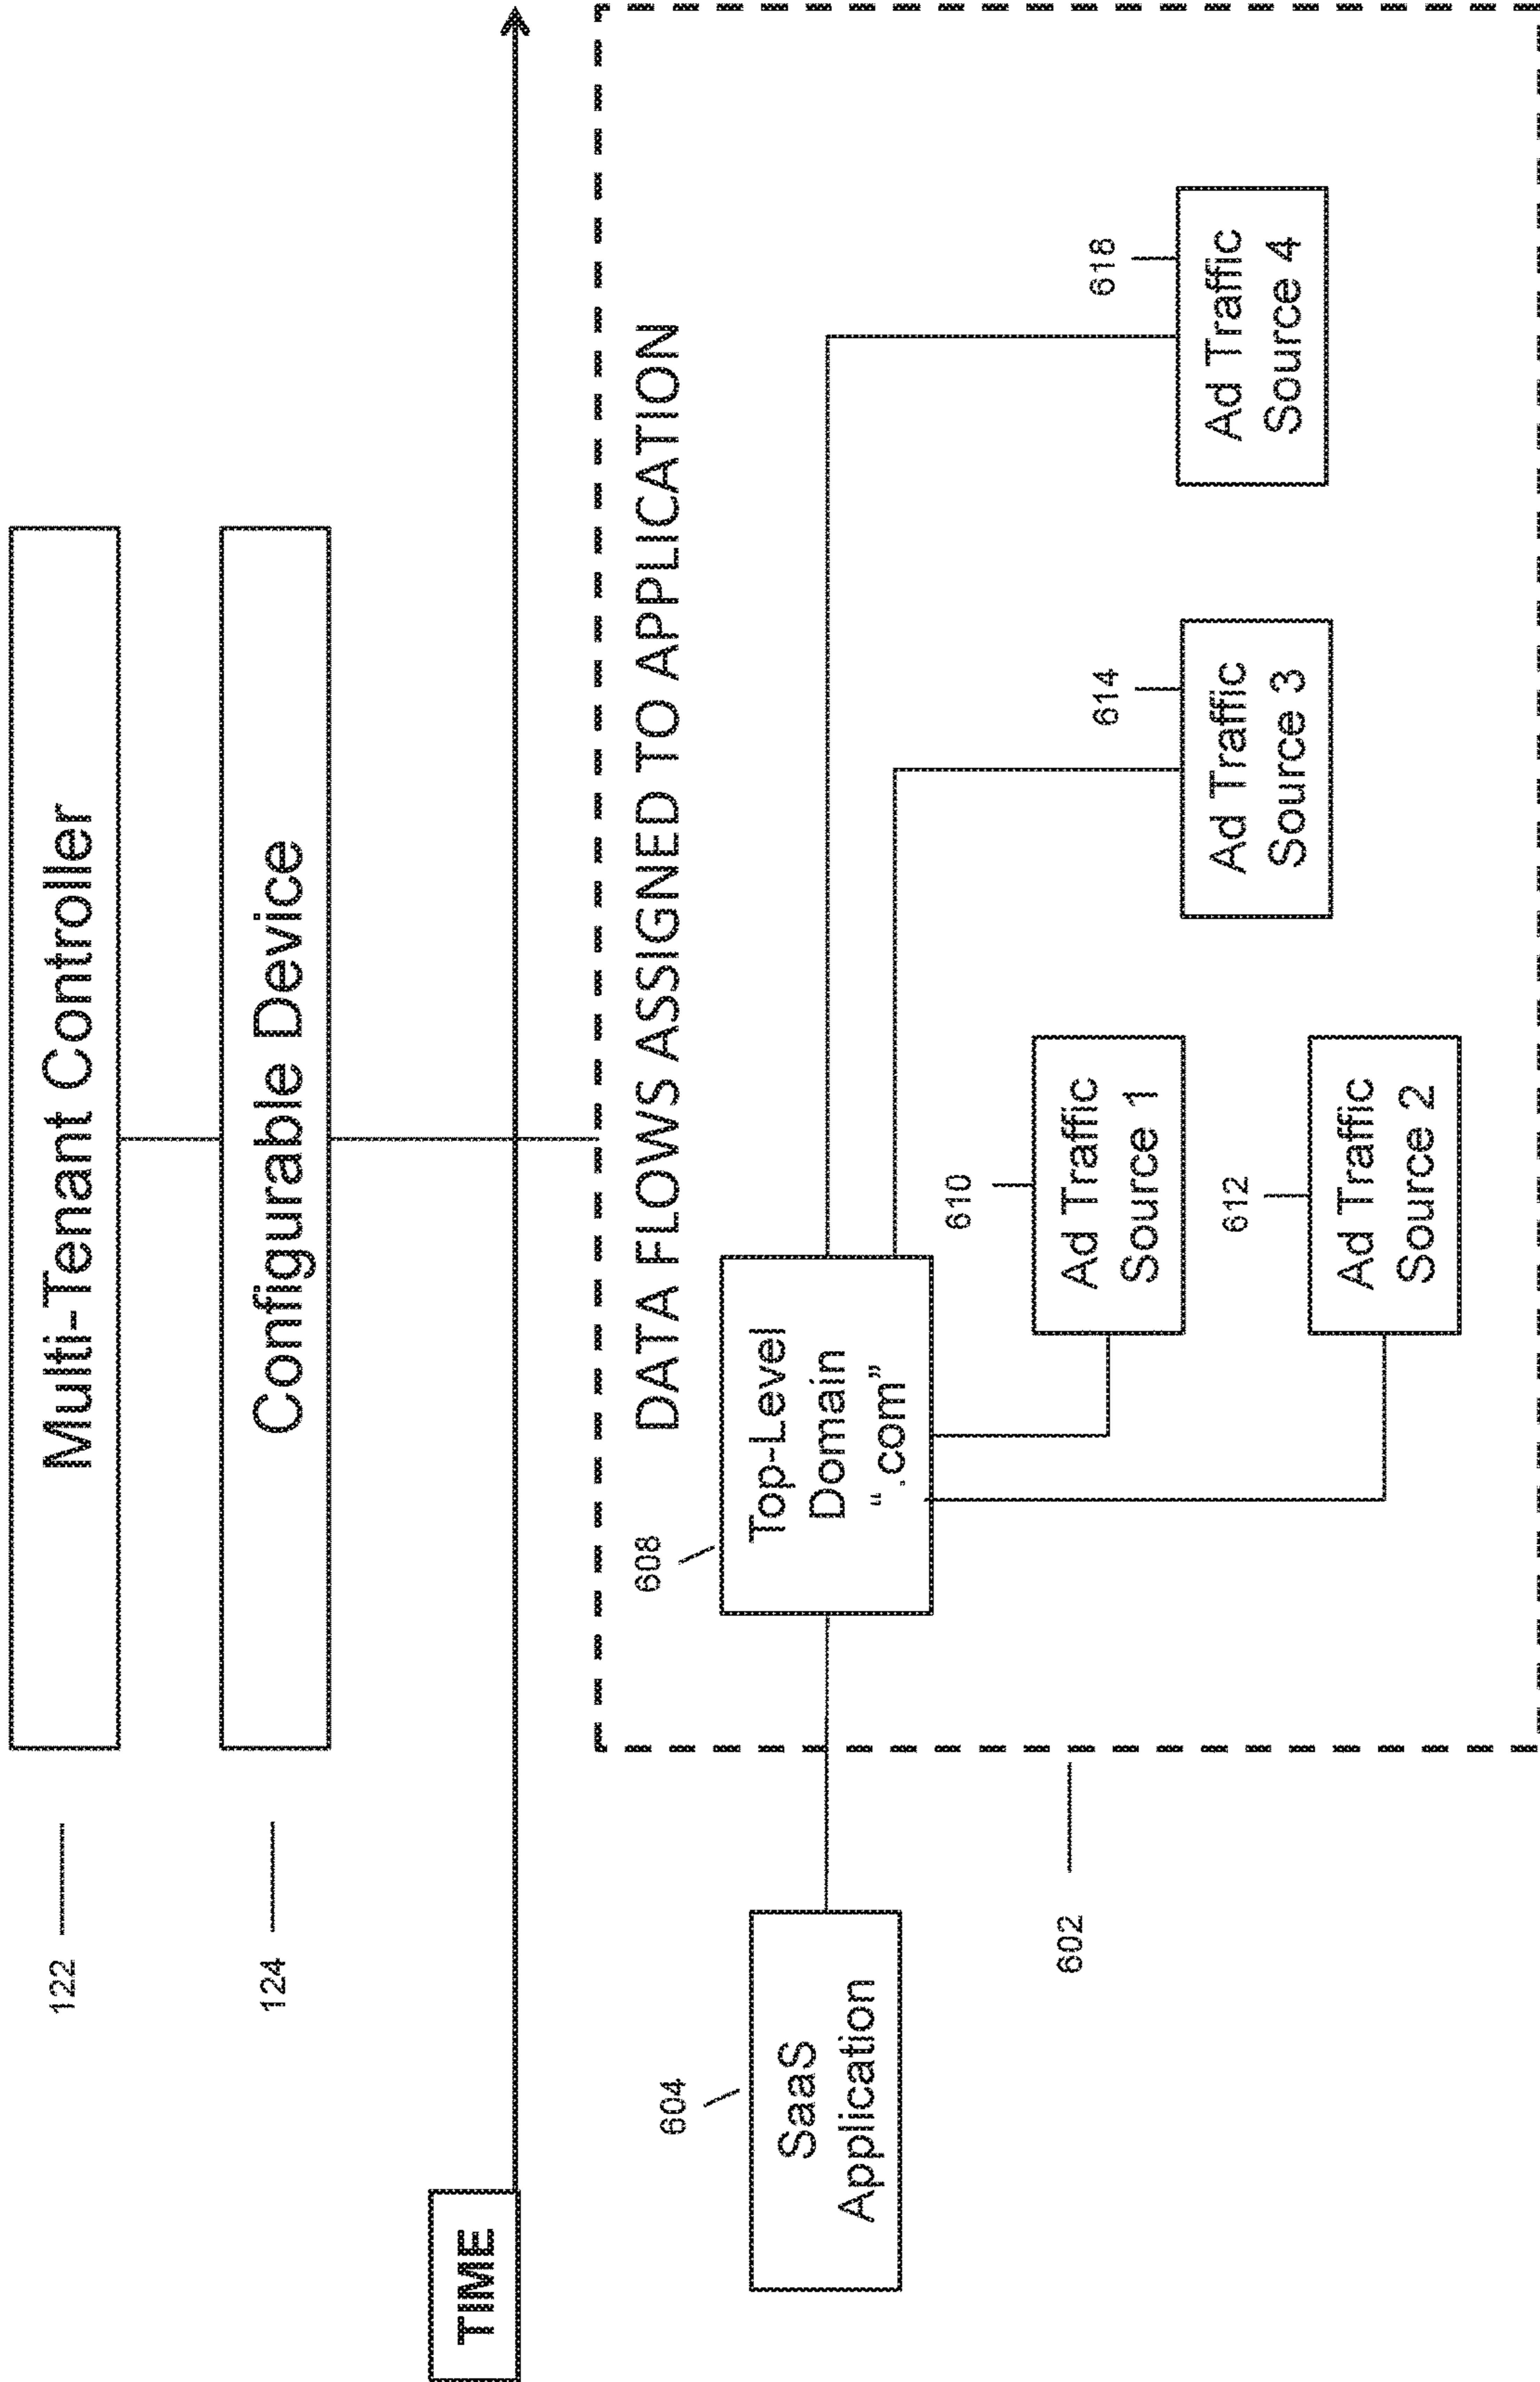 122
Multi-Tenant Controller
124
Configurable Device
TIME
DATA FLOWS ASSIGNED TO APPLICATION
604
SaaS
Application
602
608
Top-Level
Domain
“.com”
610
Ad Traffic
Source 1
612
Ad Traffic
Source 2
614
Ad Traffic
Source 3
618
Ad Traffic
Source 4